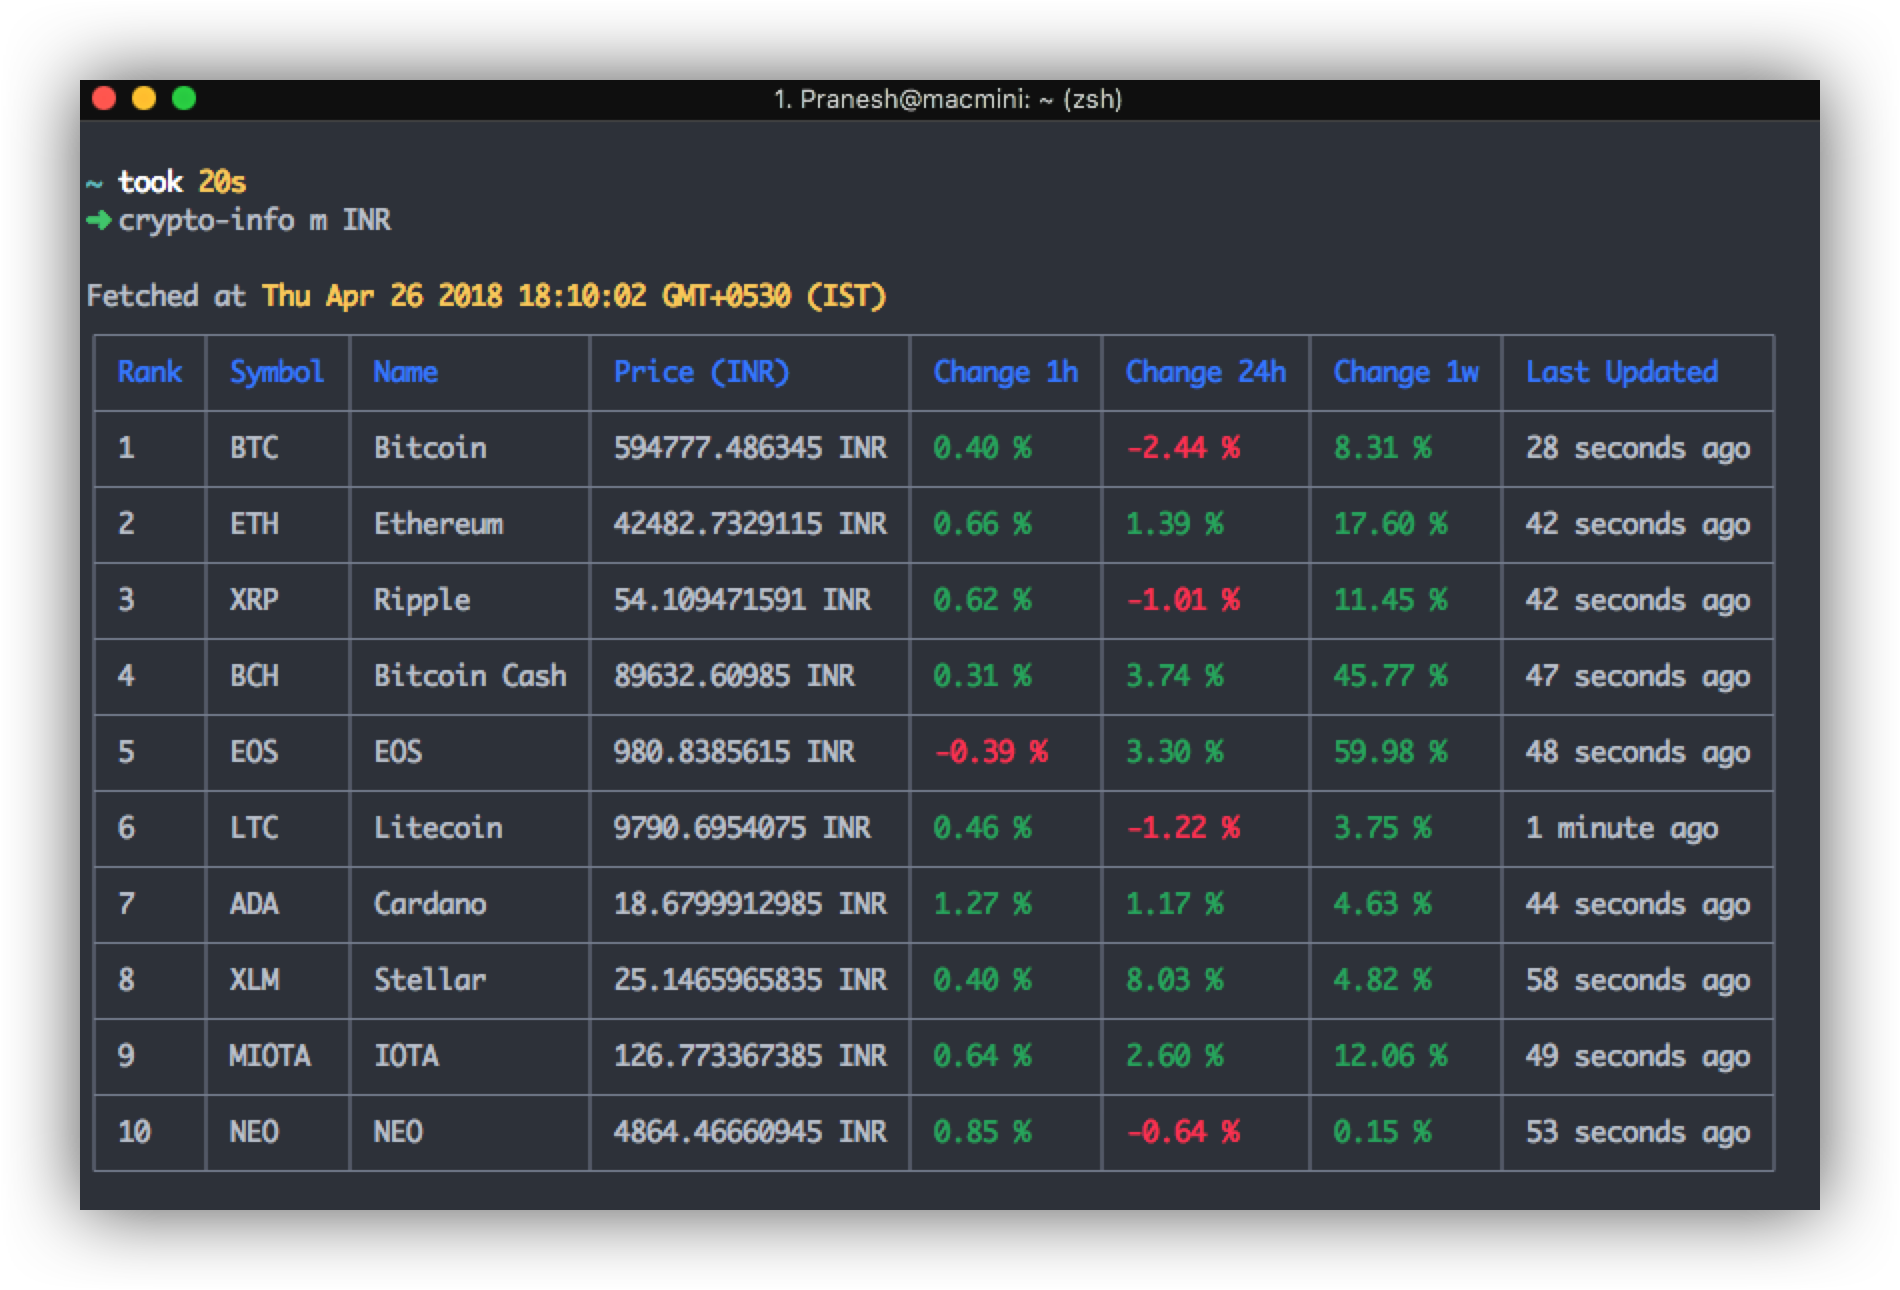 1. Pranesh@macmini: ~ (zsh)
~ took 20s
➜ crypto-info m INR
Fetched at Thu Apr 26 2018 18:10:02 GMT+0530 (IST)
Rank Symbol Name Price (INR) Change 1h Change 24h Change 1w Last Updated
1 BTC Bitcoin 594777.486345 INR 0.40 % -2.44 % 8.31 % 28 seconds ago
2 ETH Ethereum 42482.7329115 INR 0.66 % 1.39 % 17.60 % 42 seconds ago
3 XRP Ripple 54.109471591 INR 0.62 % -1.01 % 11.45 % 42 seconds ago
4 BCH Bitcoin Cash 89632.60985 INR 0.31 % 3.74 % 45.77 % 47 seconds ago
5 EOS EOS 980.8385615 INR -0.39 % 3.30 % 59.98 % 48 seconds ago
6 LTC Litecoin 9790.6954075 INR 0.46 % -1.22 % 3.75 % 1 minute ago
7 ADA Cardano 18.6799912985 INR 1.27 % 1.17 % 4.63 % 44 seconds ago
8 XLM Stellar 25.1465965835 INR 0.40 % 8.03 % 4.82 % 58 seconds ago
9 MIOTA IOTA 126.773367385 INR 0.64 % 2.60 % 12.06 % 49 seconds ago
10 NEO NEO 4864.46660945 INR 0.85 % -0.64 % 0.15 % 53 seconds ago